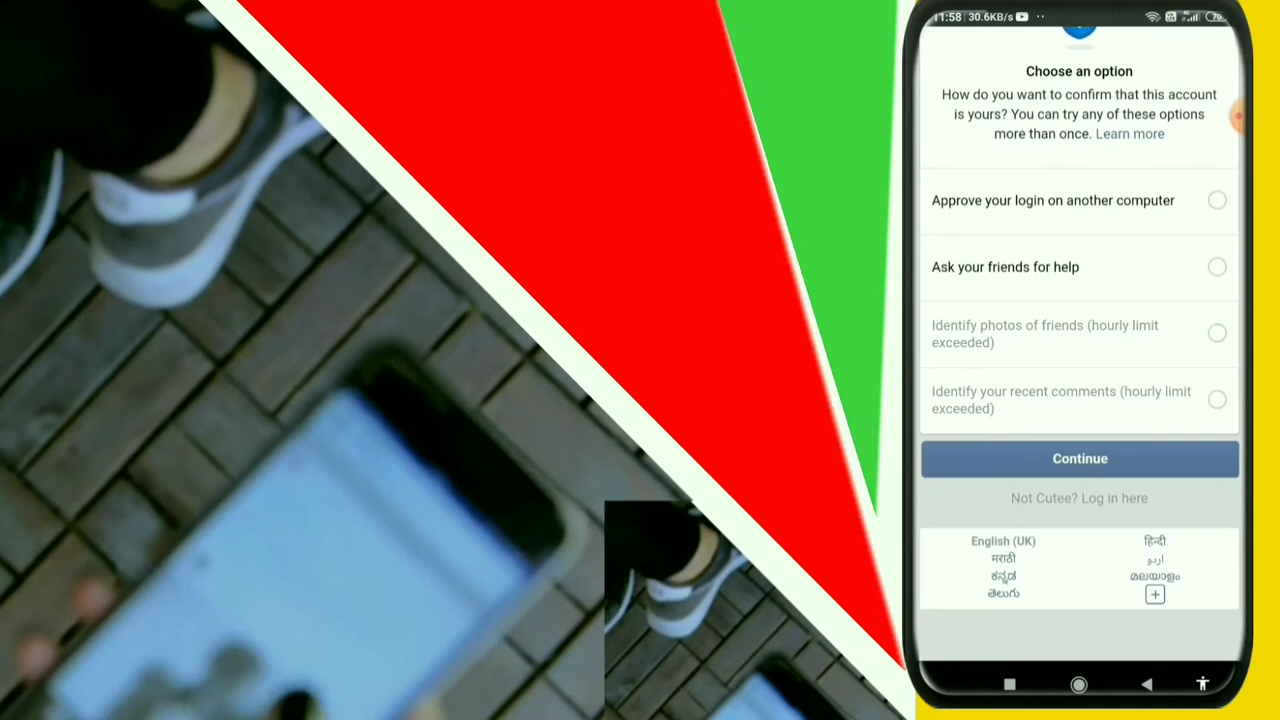 11:58 30.6KB/s
Choose an option
How do you want to confirm that this account
is yours? You can try any of these options
more than once. Learn more
Approve your login on another computer
Ask your friends for help
Identify photos of friends (hourly limit
exceeded)
Identify your recent comments (hourly limit
exceeded)
Continue
Not Cutee? Log in here
English (UK) हिन्दी
मराठी اردو
ಕನ್ನಡ മലയാളം
తెలుగు